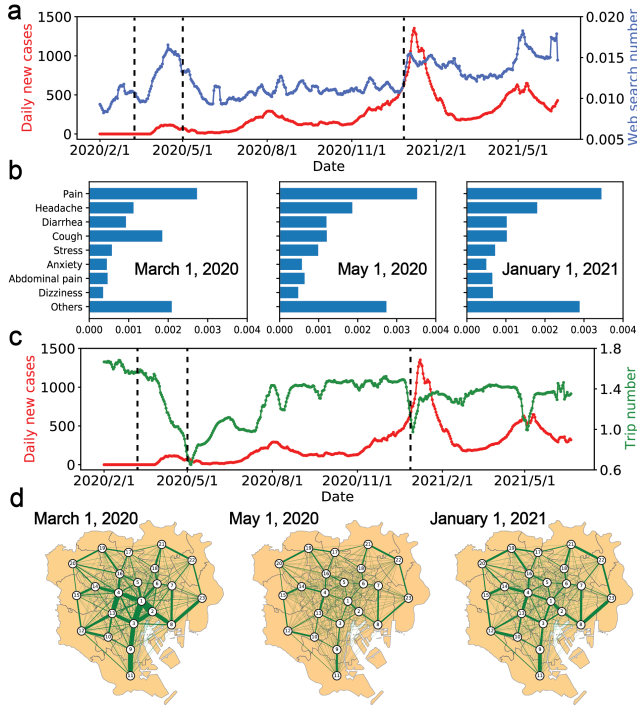 a
1500
1000
500
0
Daily new cases
0.020
0.015
0.010
0.005
Web search number
2020/2/1 2020/5/1 2020/8/1 2020/11/1 2021/2/1 2021/5/1
Date
b
Pain
Headache
Diarrhea
Cough
Stress
Anxiety
Abdominal pain
Dizziness
Others
March 1, 2020
May 1, 2020
January 1, 2021
0.000 0.001 0.002 0.003 0.004
0.000 0.001 0.002 0.003 0.004
0.000 0.001 0.002 0.003 0.004
c
1500
1000
500
0
Daily new cases
1.8
1.4
1.0
0.6
Trip number
2020/2/1 2020/5/1 2020/8/1 2020/11/1 2021/2/1 2021/5/1
Date
d
March 1, 2020
May 1, 2020
January 1, 2021